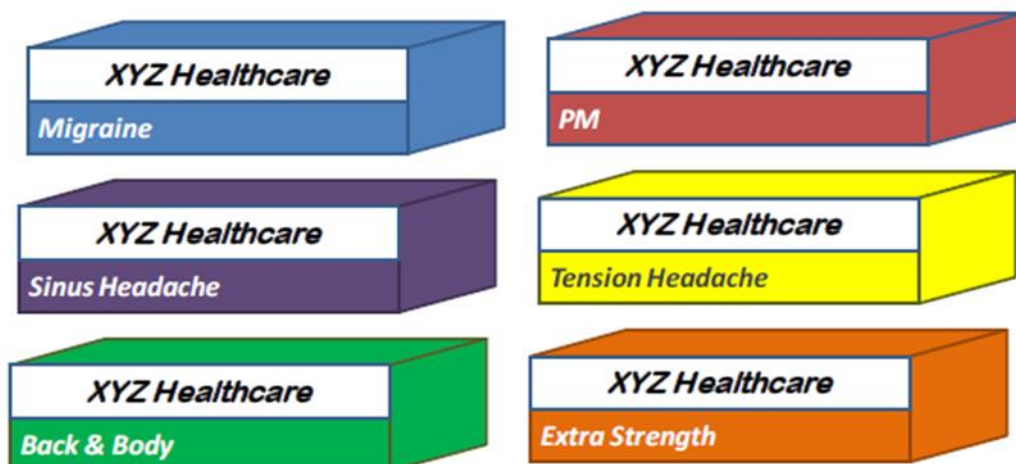 XYZ Healthcare
Migraine
XYZ Healthcare
PM
XYZ Healthcare
Sinus Headache
XYZ Healthcare
Tension Headache
XYZ Healthcare
Back & Body
XYZ Healthcare
Extra Strength